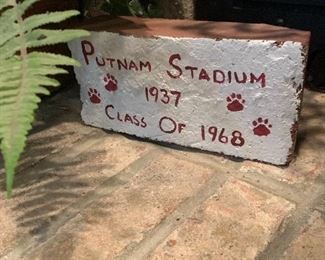 Putnam Stadium
1937
Class Of 1968